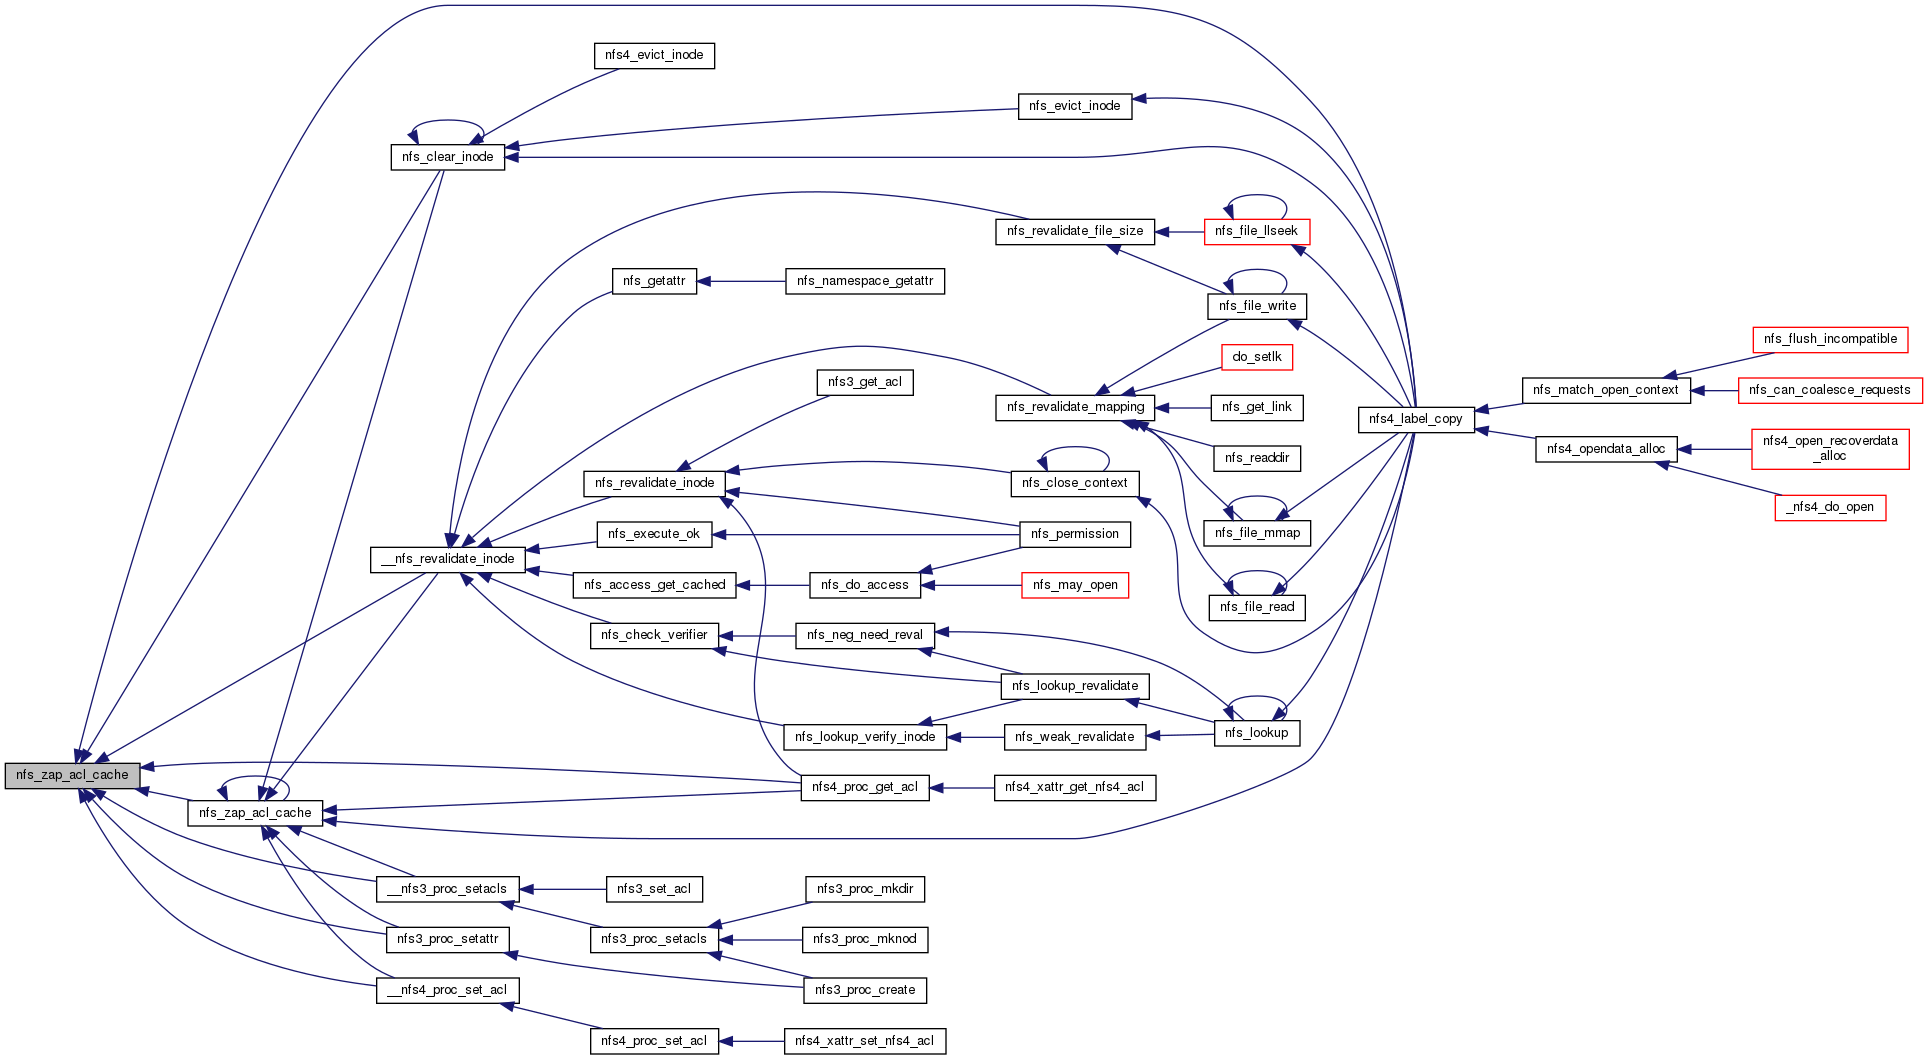 nfs4_evict_inode
nfs_evict_inode
nfs_clear_inode
nfs_revalidate_file_size
nfs_file_llseek
nfs_getattr
nfs_namespace_getattr
nfs_file_write
nfs_flush_incompatible
do_setlk
nfs3_get_acl
nfs_match_open_context
nfs_can_coalesce_requests
nfs_revalidate_mapping
nfs_get_link
nfs4_label_copy
nfs4_open_recoverdata
_alloc
nfs4_opendata_alloc
nfs_readdir
nfs_revalidate_inode
nfs_close_context
_nfs4_do_open
nfs_execute_ok
nfs_permission
nfs_file_mmap
__nfs_revalidate_inode
nfs_access_get_cached
nfs_do_access
nfs_may_open
nfs_file_read
nfs_check_verifier
nfs_neg_need_reval
nfs_lookup_revalidate
nfs_lookup_verify_inode
nfs_weak_revalidate
nfs_lookup
nfs_zap_acl_cache
nfs4_proc_get_acl
nfs4_xattr_get_nfs4_acl
nfs_zap_acl_cache
__nfs3_proc_setacls
nfs3_set_acl
nfs3_proc_mkdir
nfs3_proc_setattr
nfs3_proc_setacls
nfs3_proc_mknod
__nfs4_proc_set_acl
nfs3_proc_create
nfs4_proc_set_acl
nfs4_xattr_set_nfs4_acl